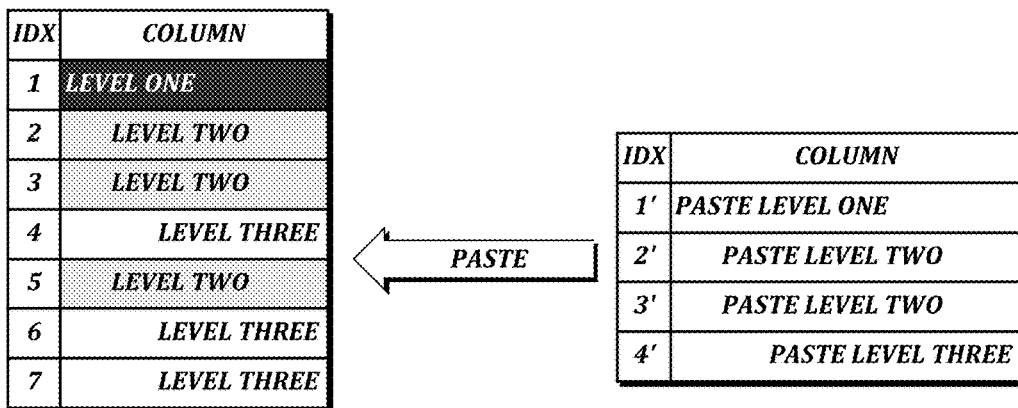 IDX COLUMN
1 LEVEL ONE
2 LEVEL TWO
3 LEVEL TWO
4 LEVEL THREE
5 LEVEL TWO
6 LEVEL THREE
7 LEVEL THREE
PASTE
IDX COLUMN
1' PASTE LEVEL ONE
2' PASTE LEVEL TWO
3' PASTE LEVEL TWO
4' PASTE LEVEL THREE